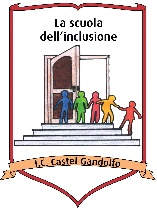 La scuola
dell'inclusione
I.C. Castel Gandolfo